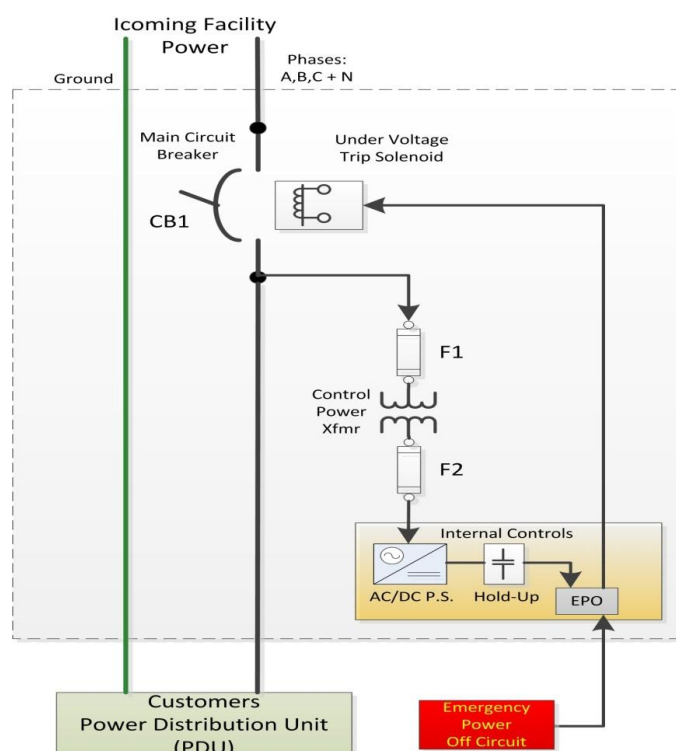 Icoming Facility
Power
Ground
Phases:
A,B,C + N
Main Circuit
Breaker
CB1
Under Voltage
Trip Solenoid
F1
Control
Power
Xfmr
F2
Internal Controls
AC/DC P.S.
Hold-Up
EPO
Customers
Power Distribution Unit
(PDU)
Emergency
Power
Off Circuit